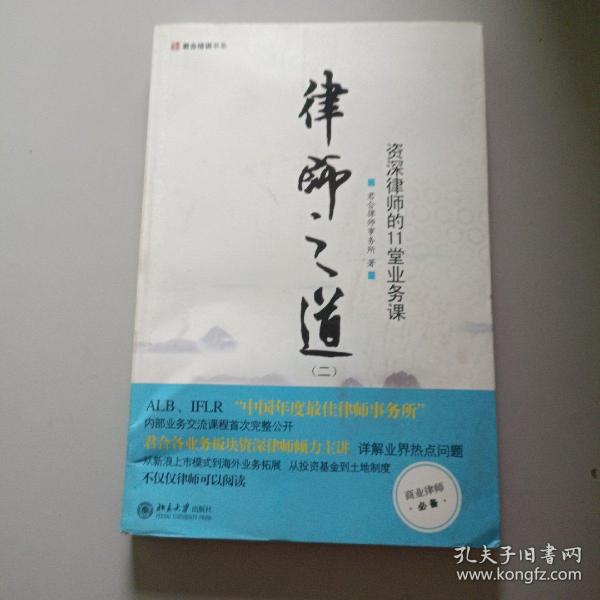 君合培训书系
律师之道
（二）
资深律师的11堂业务课
君合律师事务所 著
ALB、IFLR “中国年度最佳律师事务所”
内部业务交流课程首次完整公开
君合各业务板块资深律师倾力主讲 详解业界热点问题
从新浪上市模式到海外业务拓展 从投资基金到土地制度
不仅仅律师可以阅读
商业律师
·必备·
北京大学出版社
PEKING UNIVERSITY PRESS
孔夫子旧书网
www.kongfz.com